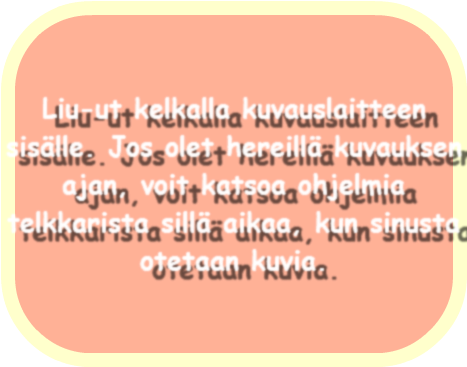 Liu-ut kelkalla kuvauslaitteen
sisälle. Jos olet hereillä kuvauksen
ajan, voit katsoa ohjelmia
telkkarista sillä aikaa, kun sinusta
otetaan kuvia.